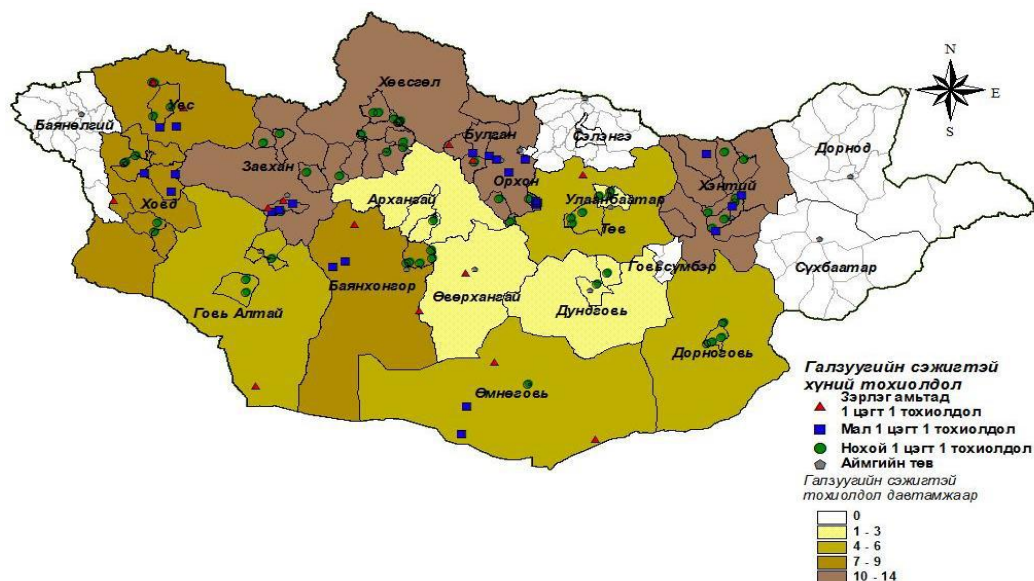 N
E
S
Хөвсгөл
Увс
Баянөлгий
Булган
Сэлэнгэ
Дорнод
Завхан
Орхон
Хэнтий
Архангай
Улаанбаатар
Ховд
Төв
Говьсүмбэр
Сүхбаатар
Баянхонгор
Өвөрхангай
Говь Алтай
Дундговь
Дорноговь
Өмнөговь
Галзуугийн сэжигтэй
хүний тохиолдол
Зэрлэг амьтад
1 цэгт 1 тохиолдол
Мал 1 цэгт 1 тохиолдол
Нохой 1 цэгт 1 тохиолдол
Аймгийн төв
Галзуугийн сэжигтэй
тохиолдол давтамжаар
0
1 - 3
4 - 6
7 - 9
10 - 14